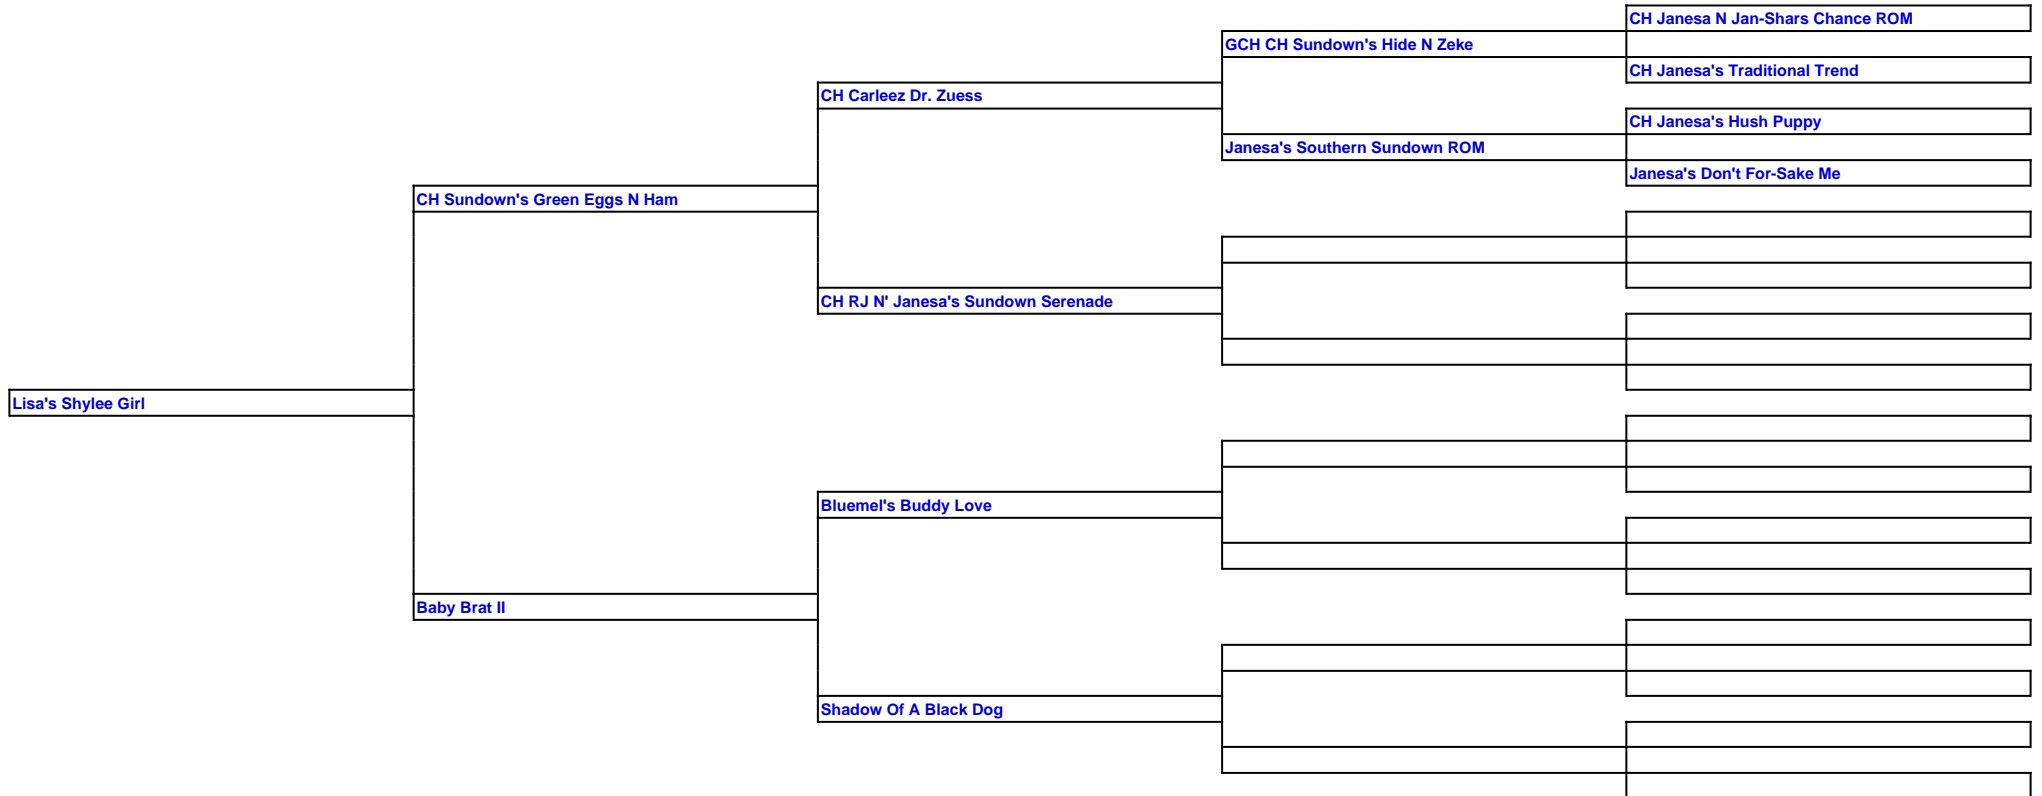 CH Janesa N Jan-Shars Chance ROM
GCH CH Sundown's Hide N Zeke
CH Janesa's Traditional Trend
CH Carleez Dr. Zuess
CH Janesa's Hush Puppy
Janesa's Southern Sundown ROM
Janesa's Don't For-Sake Me
CH Sundown's Green Eggs N Ham
CH RJ N' Janesa's Sundown Serenade
Lisa's Shylee Girl
Bluemel's Buddy Love
Baby Brat II
Shadow Of A Black Dog